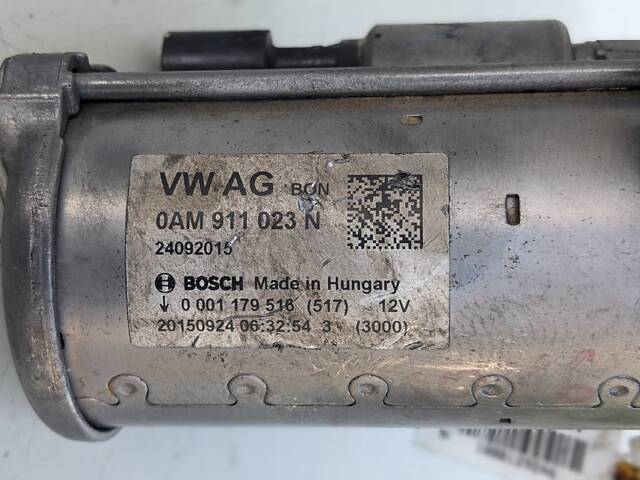 VW AG BON
0AM 911 023 N
24092015
BOSCH Made in Hungary
↓ 0 001 179 516 (517) 12V
20150924 06:32:54 3 (3000)